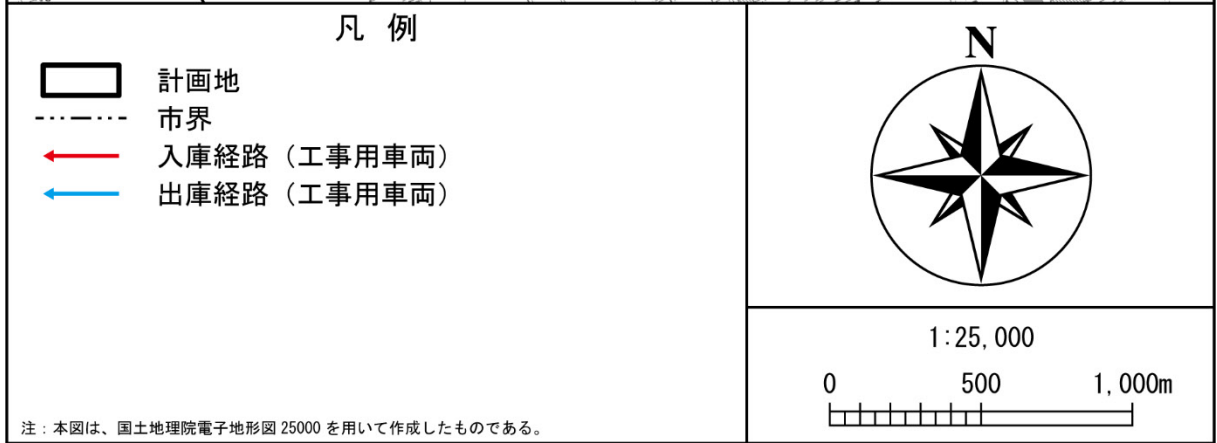 凡 例
計画地
市界
入庫経路（工事用車両）
出庫経路（工事用車両）
注：本図は、国土地理院電子地形図 25000 を用いて作成したものである。
N
1:25,000
0 500 1,000m